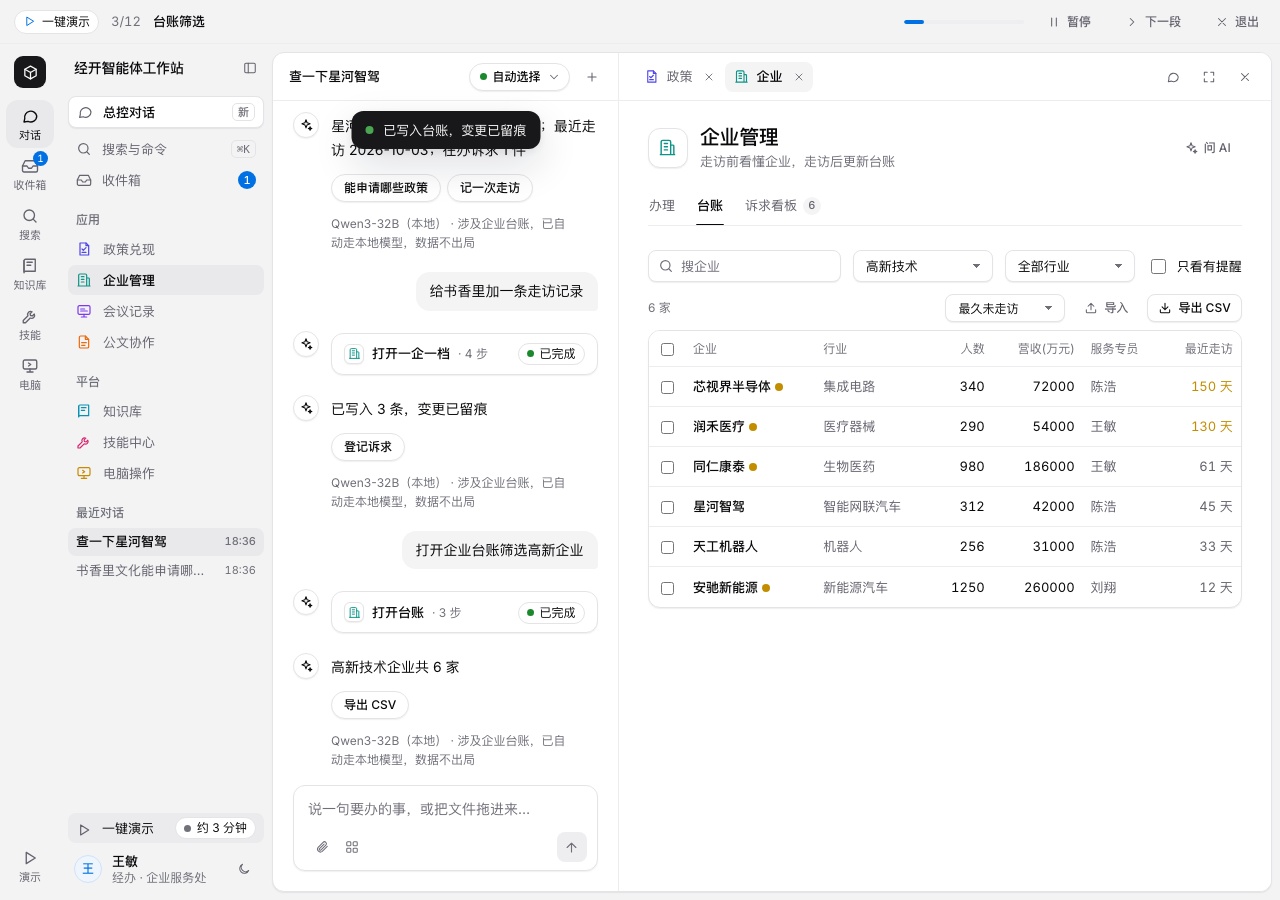 一键演示 3/12 台账筛选
暂停 下一段 退出
对话
1
收件箱
搜索
知识库
技能
电脑
演示
经开智能体工作站
总控对话 新
搜索与命令 ⌘K
收件箱 1
应用
政策兑现
企业管理
会议记录
公文协作
平台
知识库
技能中心
电脑操作
最近对话
查一下星河智驾 18:36
书香里文化能申请哪... 18:36
一键演示 约 3 分钟
王 王敏
经办 · 企业服务处
查一下星河智驾 自动选择
已写入台账，变更已留痕
；最近走
访 2026-10-03，在办诉求 1 件
能申请哪些政策 记一次走访
Qwen3-32B（本地） · 涉及企业台账，已自
动走本地模型，数据不出局
给书香里加一条走访记录
打开一企一档 · 4 步 已完成
已写入 3 条，变更已留痕
登记诉求
Qwen3-32B（本地） · 涉及企业台账，已自
动走本地模型，数据不出局
打开企业台账筛选高新企业
打开台账 · 3 步 已完成
高新技术企业共 6 家
导出 CSV
Qwen3-32B（本地） · 涉及企业台账，已自
动走本地模型，数据不出局
说一句要办的事，或把文件拖进来...
政策 企业
企业管理
走访前看懂企业，走访后更新台账
问 AI
办理 台账 诉求看板 6
搜企业 高新技术 全部行业 只看有提醒
6 家 最久未走访 导入 导出 CSV
企业 行业 人数 营收(万元) 服务专员 最近走访
芯视界半导体 集成电路 340 72000 陈浩 150 天
润禾医疗 医疗器械 290 54000 王敏 130 天
同仁康泰 生物医药 980 186000 王敏 61 天
星河智驾 智能网联汽车 312 42000 陈浩 45 天
天工机器人 机器人 256 31000 陈浩 33 天
安驰新能源 新能源汽车 1250 260000 刘翔 12 天